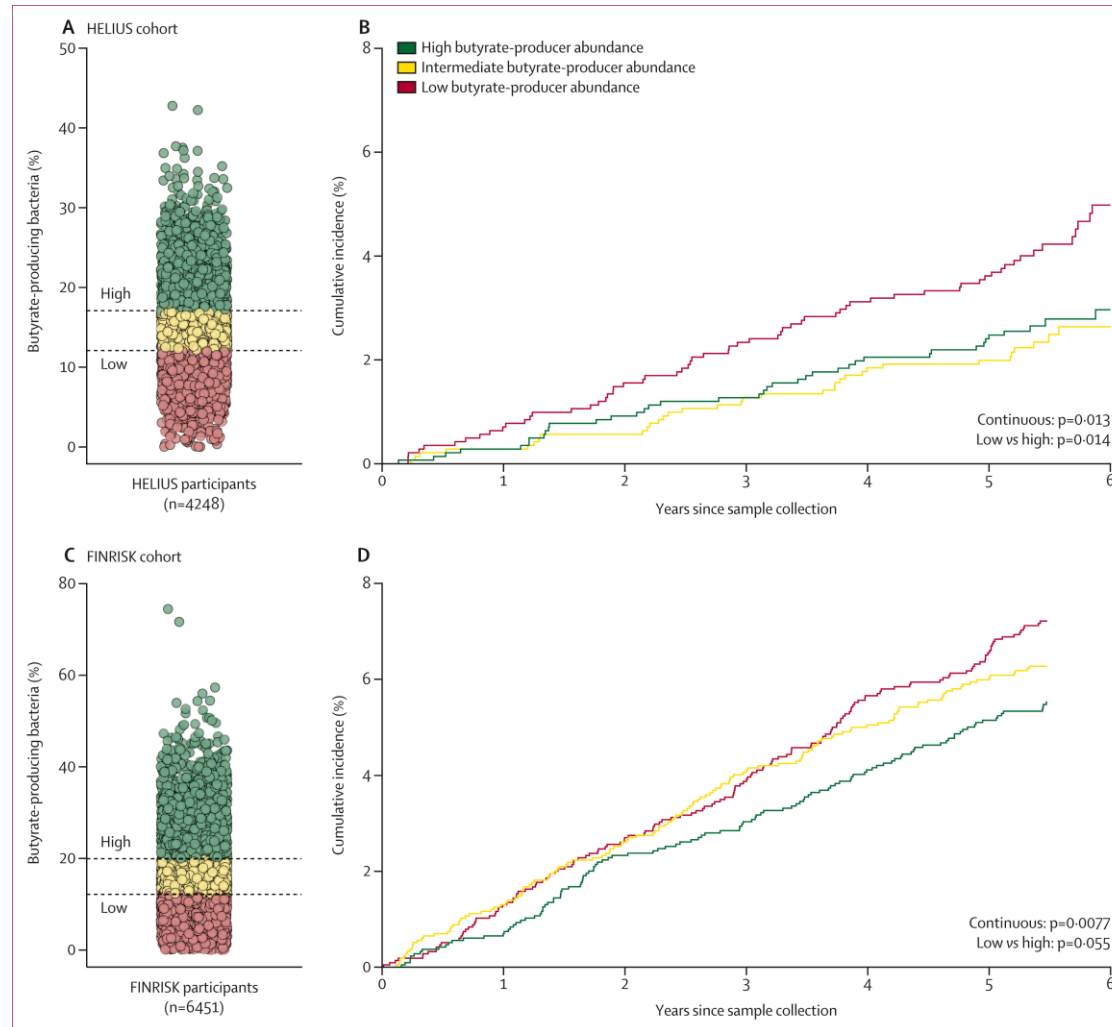 A HELIUS cohort
50
40
30
20
10
0
Butyrate-producing bacteria (%)
High
Low
HELIUS participants
(n=4248)
B
High butyrate-producer abundance
Intermediate butyrate-producer abundance
Low butyrate-producer abundance
8
6
4
2
0
Cumulative incidence (%)
0 1 2 3 4 5 6
Years since sample collection
Continuous: p=0·013
Low vs high: p=0·014
C FINRISK cohort
80
60
40
20
0
Butyrate-producing bacteria (%)
High
Low
FINRISK participants
(n=6451)
D
8
6
4
2
0
Cumulative incidence (%)
0 1 2 3 4 5 6
Years since sample collection
Continuous: p=0·0077
Low vs high: p=0·055